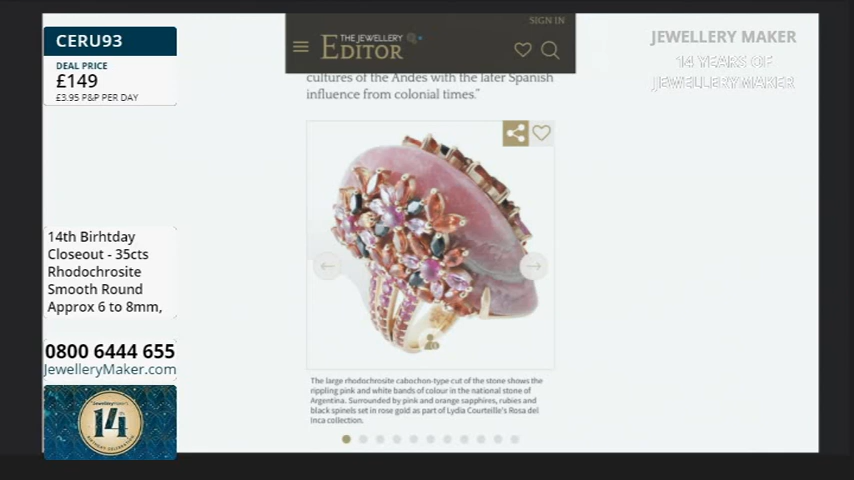 CERU93
DEAL PRICE
£149
£3.95 P&P PER DAY
14th Birhtday
Closeout - 35cts
Rhodochrosite
Smooth Round
Approx 6 to 8mm,
0800 6444 655
JewelleryMaker.com
JewelleryMaker
14
BIRTHDAY CELEBRATION
SIGN IN
THE JEWELLERY
EDITOR
cultures of the Andes with the later Spanish
influence from colonial times.”
The large rhodochrosite cabochon-type cut of the stone shows the
rippling pink and white bands of colour in the national stone of
Argentina. Surrounded by pink and orange sapphires, rubies and
black spinels set in rose gold as part of Lydia Courteille's Rosa del
Inca collection.
JEWELLERY MAKER
14 YEARS OF
JEWELLERYMAKER